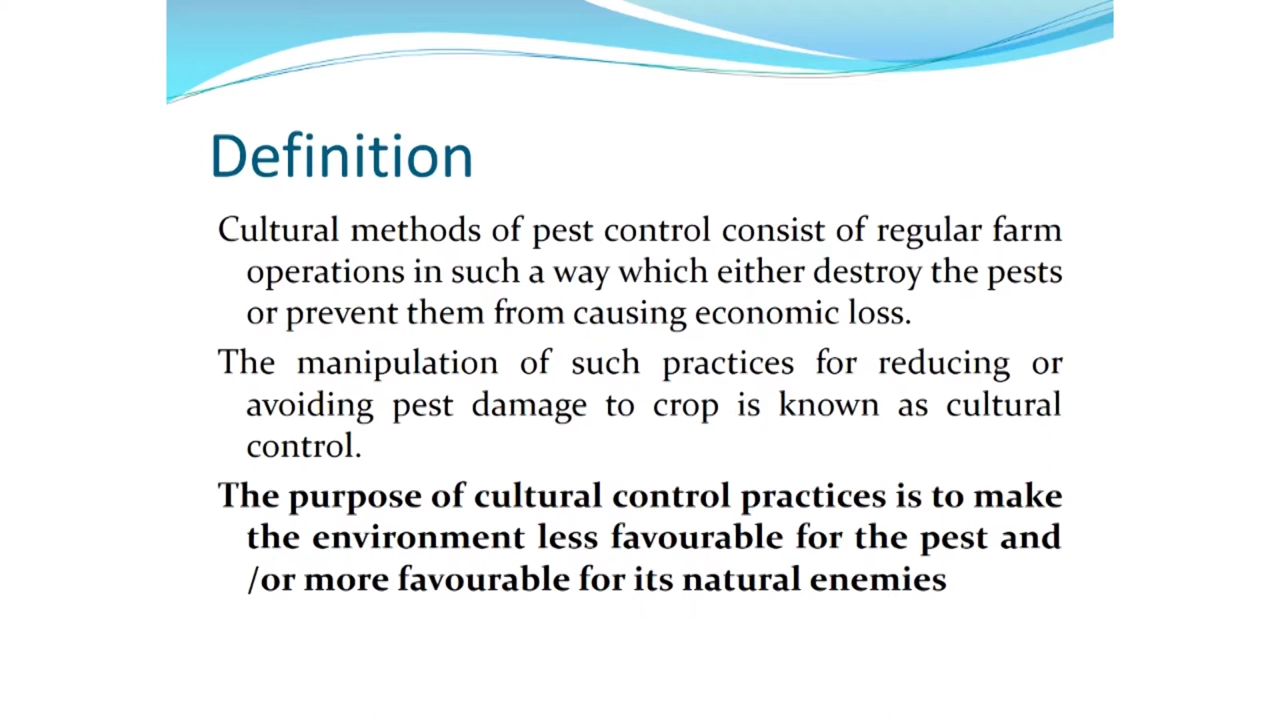 Definition
Cultural methods of pest control consist of regular farm
operations in such a way which either destroy the pests
or prevent them from causing economic loss.
The manipulation of such practices for reducing or
avoiding pest damage to crop is known as cultural
control.
The purpose of cultural control practices is to make
the environment less favourable for the pest and
/or more favourable for its natural enemies